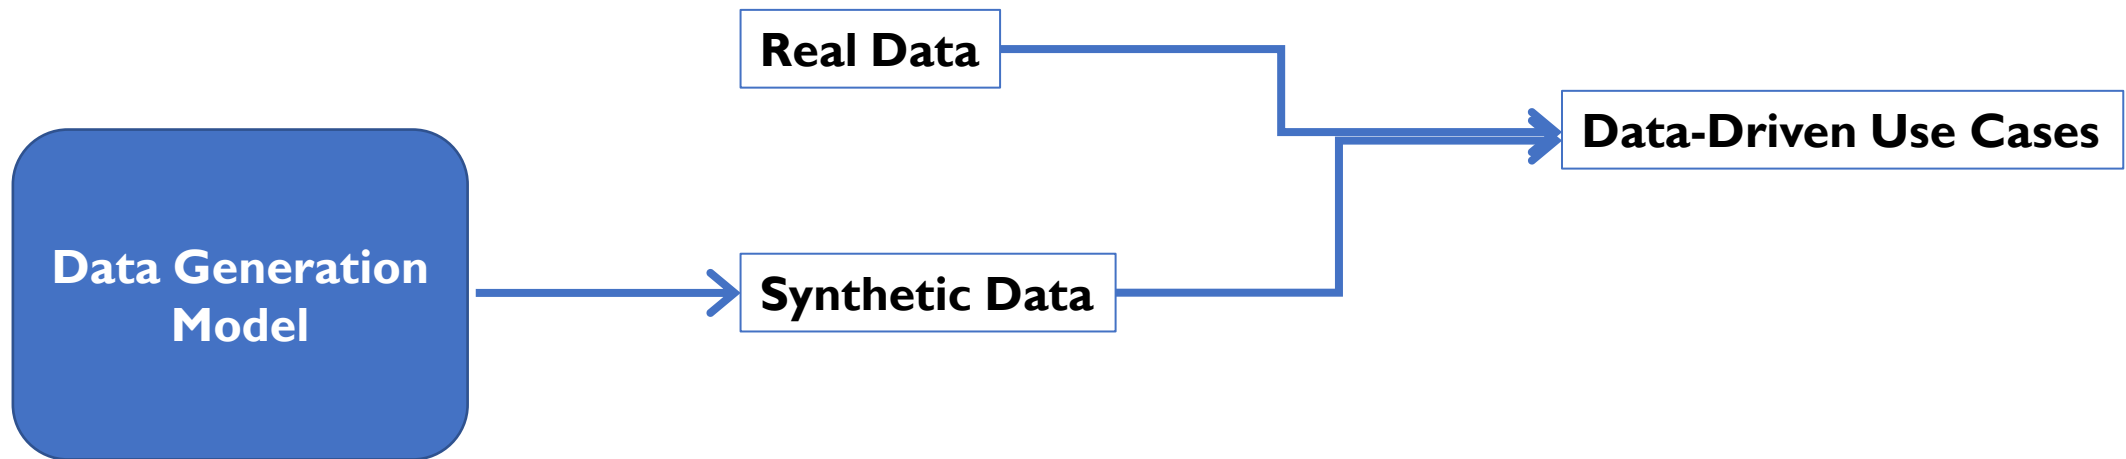 Real Data
Data-Driven Use Cases
Data Generation
Model
Synthetic Data